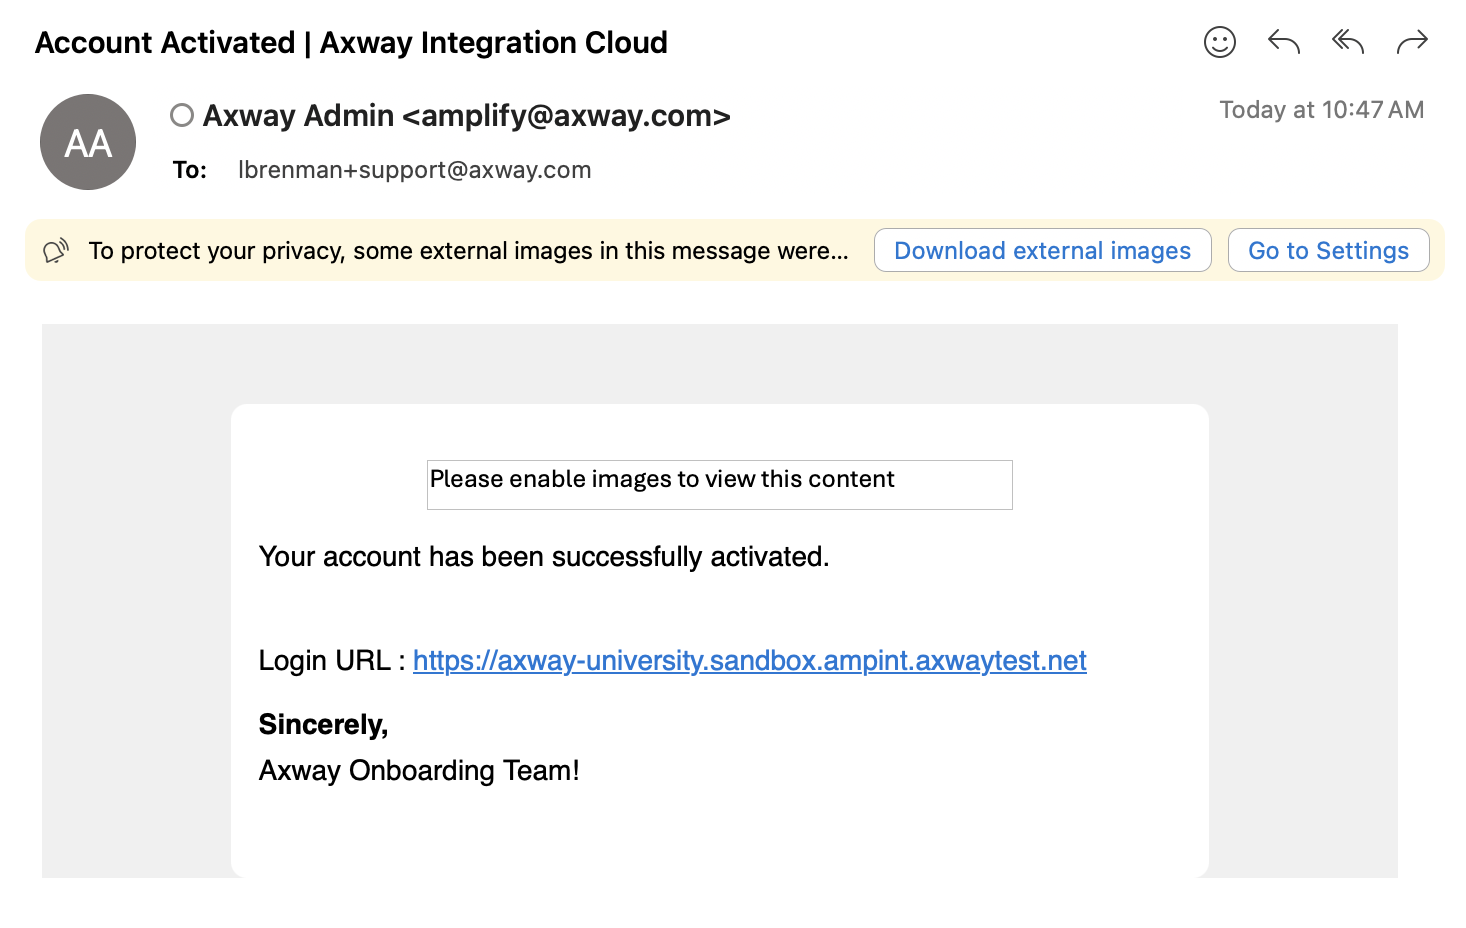 Account Activated | Axway Integration Cloud
AA
Axway Admin <amplify@axway.com>
Today at 10:47 AM
To: lbrenman+support@axway.com
To protect your privacy, some external images in this message were...
Download external images
Go to Settings
Please enable images to view this content
Your account has been successfully activated.
Login URL : https://axway-university.sandbox.ampint.axwaytest.net
Sincerely,
Axway Onboarding Team!